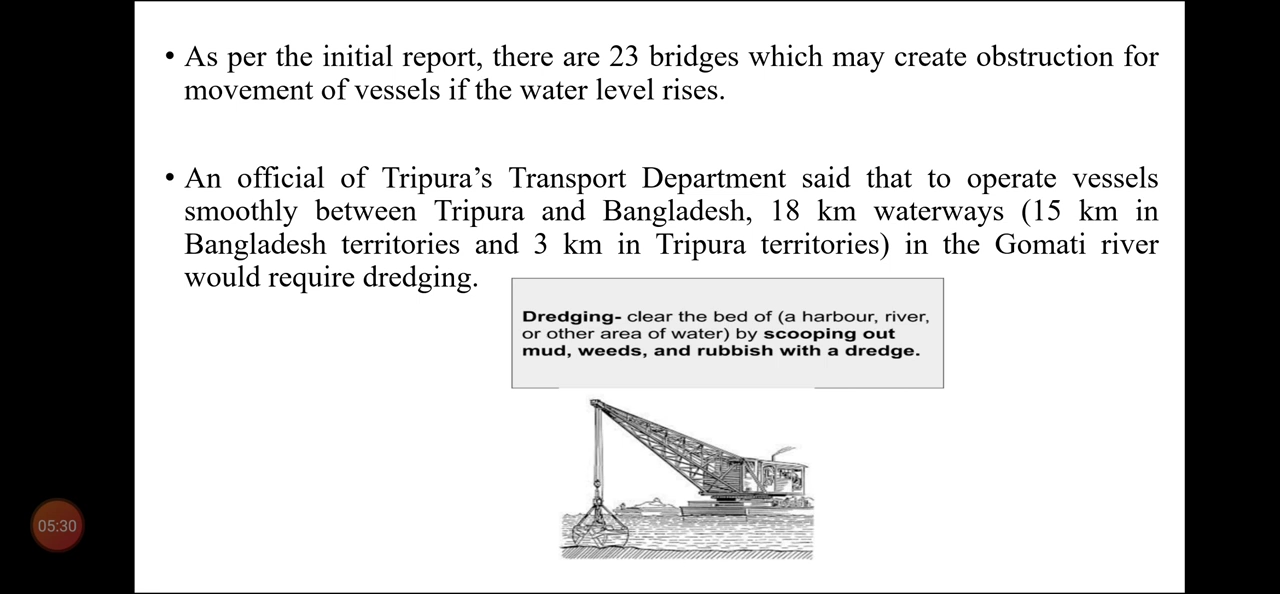 • As per the initial report, there are 23 bridges which may create obstruction for
movement of vessels if the water level rises.
• An official of Tripura’s Transport Department said that to operate vessels
smoothly between Tripura and Bangladesh, 18 km waterways (15 km in
Bangladesh territories and 3 km in Tripura territories) in the Gomati river
would require dredging.
Dredging- clear the bed of (a harbour, river,
or other area of water) by scooping out
mud, weeds, and rubbish with a dredge.
05:30